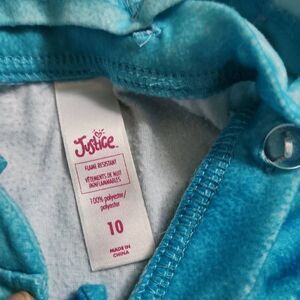 Justice
FLAME RESISTANT
VÊTEMENTS DE NUIT
ININFLAMMABLES
100% polyester/
polyester
10
MADE IN
CHINA